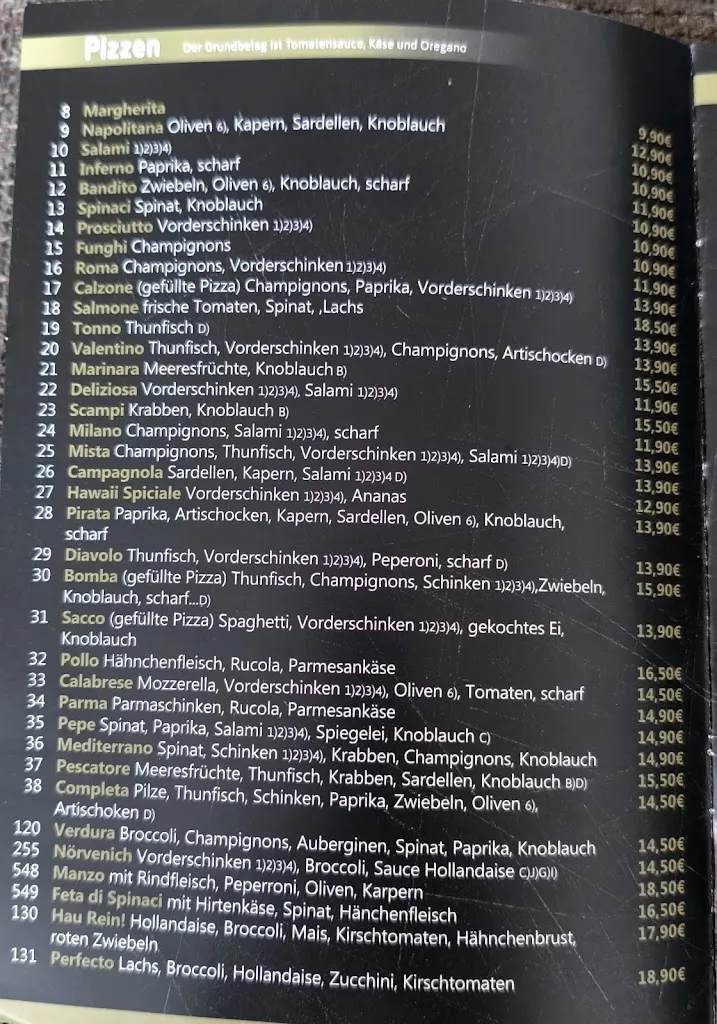 Pizzen Der Grundbelag ist Tomatensauce, Käse und Oregano
8 Margherita 9,90€
9 Napolitana Oliven 6), Kapern, Sardellen, Knoblauch 12,90€
10 Salami 1)2)3)4) 10,90€
11 Inferno Paprika, scharf 10,90€
12 Bandito Zwiebeln, Oliven 6), Knoblauch, scharf 11,90€
13 Spinaci Spinat, Knoblauch 10,90€
14 Prosciutto Vorderschinken 1)2)3)4) 10,90€
15 Funghi Champignons 10,90€
16 Roma Champignons, Vorderschinken 1)2)3)4) 11,90€
17 Calzone (gefüllte Pizza) Champignons, Paprika, Vorderschinken 1)2)3)4) 13,90€
18 Salmone frische Tomaten, Spinat, ,Lachs 18,50€
19 Tonno Thunfisch D) 13,90€
20 Valentino Thunfisch, Vorderschinken 1)2)3)4), Champignons, Artischocken D) 13,90€
21 Marinara Meeresfrüchte, Knoblauch B) 15,50€
22 Deliziosa Vorderschinken 1)2)3)4), Salami 1)2)3)4) 11,90€
23 Scampi Krabben, Knoblauch B) 15,50€
24 Milano Champignons, Salami 1)2)3)4), scharf 11,90€
25 Mista Champignons, Thunfisch, Vorderschinken 1)2)3)4), Salami 1)2)3)4)D) 13,90€
26 Campagnola Sardellen, Kapern, Salami 1)2)3)4 D) 13,90€
27 Hawaii Spiciale Vorderschinken 1)2)3)4), Ananas 12,90€
28 Pirata Paprika, Artischocken, Kapern, Sardellen, Oliven 6), Knoblauch, 13,90€
scharf
29 Diavolo Thunfisch, Vorderschinken 1)2)3)4), Peperoni, scharf D) 13,90€
30 Bomba (gefüllte Pizza) Thunfisch, Champignons, Schinken 1)2)3)4),Zwiebeln, 15,90€
Knoblauch, scharf...D)
31 Sacco (gefüllte Pizza) Spaghetti, Vorderschinken 1)2)3)4), gekochtes Ei, 13,90€
Knoblauch
32 Pollo Hähnchenfleisch, Rucola, Parmesankäse 16,50€
33 Calabrese Mozzerella, Vorderschinken 1)2)3)4), Oliven 6), Tomaten, scharf 14,50€
34 Parma Parmaschinken, Rucola, Parmesankäse 14,90€
35 Pepe Spinat, Paprika, Salami 1)2)3)4), Spiegelei, Knoblauch C) 14,90€
36 Mediterrano Spinat, Schinken 1)2)3)4), Krabben, Champignons, Knoblauch 14,90€
37 Pescatore Meeresfrüchte, Thunfisch, Krabben, Sardellen, Knoblauch B)D) 15,50€
38 Completa Pilze, Thunfisch, Schinken, Paprika, Zwiebeln, Oliven 6), 14,50€
Artischoken D)
120 Verdura Broccoli, Champignons, Auberginen, Spinat, Paprika, Knoblauch 14,50€
255 Nörvenich Vorderschinken 1)2)3)4), Broccoli, Sauce Hollandaise C)J)G)I) 14,50€
548 Manzo mit Rindfleisch, Peperroni, Oliven, Karpern 18,50€
549 Feta di Spinaci mit Hirtenkäse, Spinat, Hänchenfleisch 16,50€
130 Hau Rein! Hollandaise, Broccoli, Mais, Kirschtomaten, Hähnchenbrust, 17,90€
roten Zwiebeln
131 Perfecto Lachs, Broccoli, Hollandaise, Zucchini, Kirschtomaten 18,90€